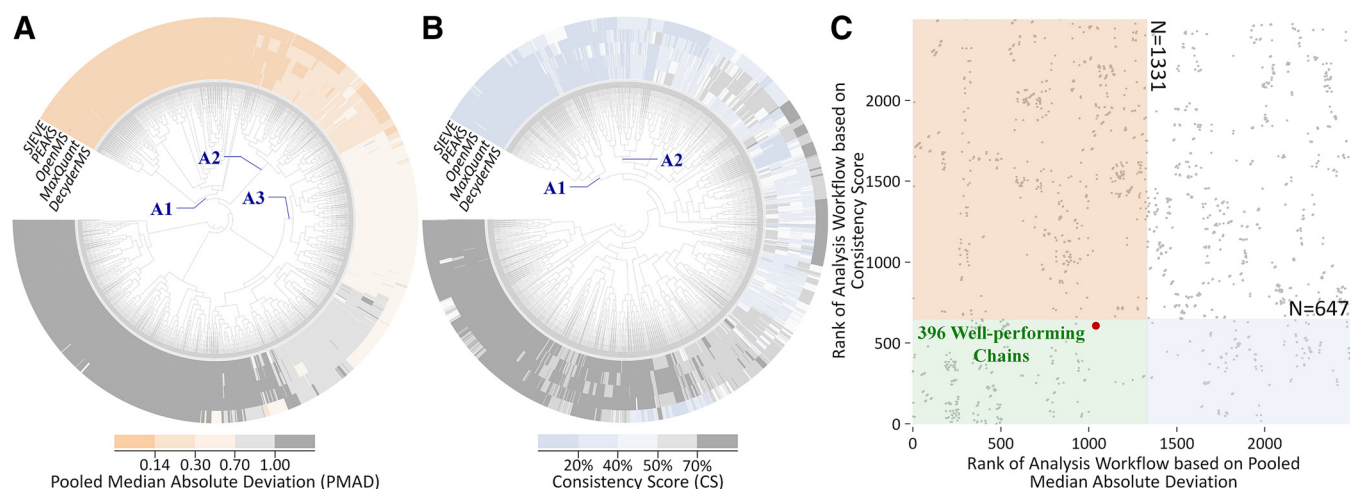 A
SIEVE
PEAKS
OpenMS
MaxQuant
DecyderMS
A1
A2
A3
0.14 0.30 0.70 1.00
Pooled Median Absolute Deviation (PMAD)
B
SIEVE
PEAKS
OpenMS
MaxQuant
DecyderMS
A1
A2
20% 40% 50% 70%
Consistency Score (CS)
C
Rank of Analysis Workflow based on
Consistency Score
2000
1500
1000
500
0
N=1331
N=647
396 Well-performing
Chains
0 500 1000 1500 2000
Rank of Analysis Workflow based on Pooled
Median Absolute Deviation